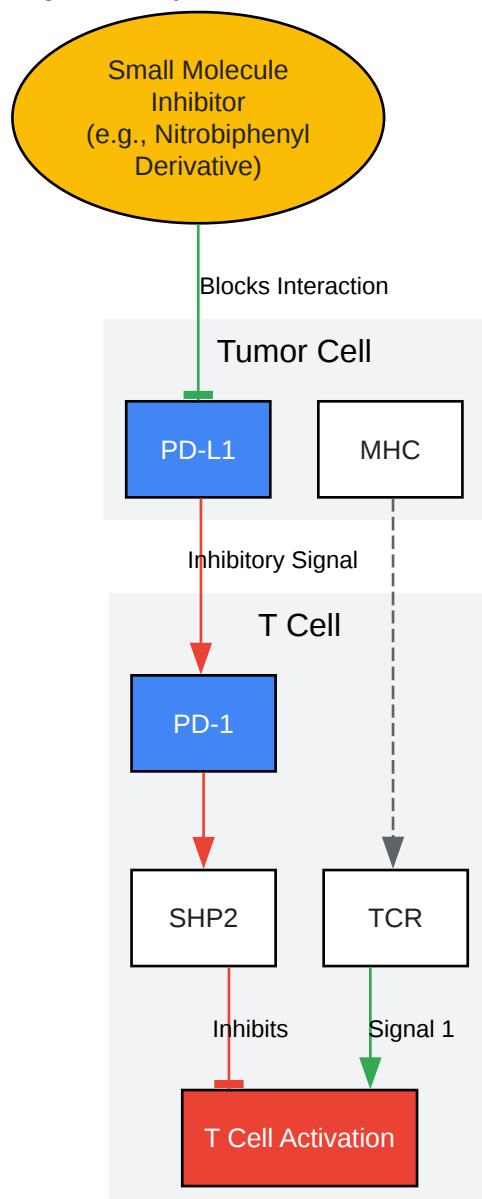 Small Molecule
Inhibitor
(e.g., Nitrobiphenyl
Derivative)
Blocks Interaction
Tumor Cell
PD-L1
MHC
Inhibitory Signal
T Cell
PD-1
SHP2
TCR
Inhibits
Signal 1
T Cell Activation